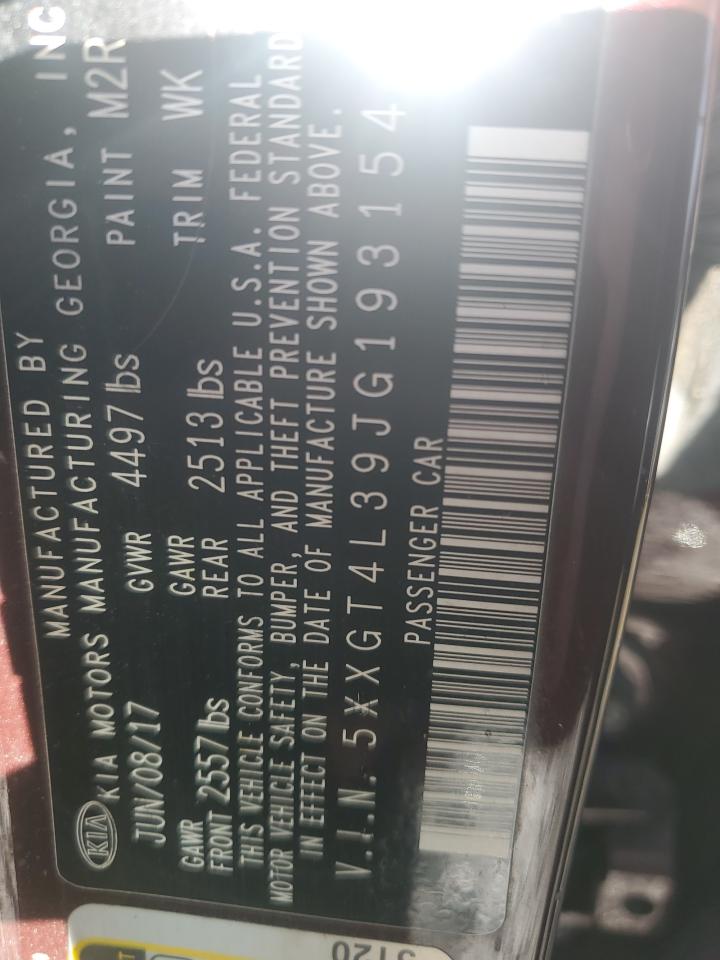 MANUFACTURED BY
KIA KIA MOTORS MANUFACTURING GEORGIA, INC
JUN/08/17 GVWR 4497 lbs PAINT M2R
GAWR FRONT 2557 lbs GAWR REAR 2513 lbs TRIM WK
THIS VEHICLE CONFORMS TO ALL APPLICABLE U.S.A. FEDERAL
MOTOR VEHICLE SAFETY, BUMPER, AND THEFT PREVENTION STANDARD
IN EFFECT ON THE DATE OF MANUFACTURE SHOWN ABOVE.
V.I.N. 5XXGT4L39JG193154
PASSENGER CAR
3120